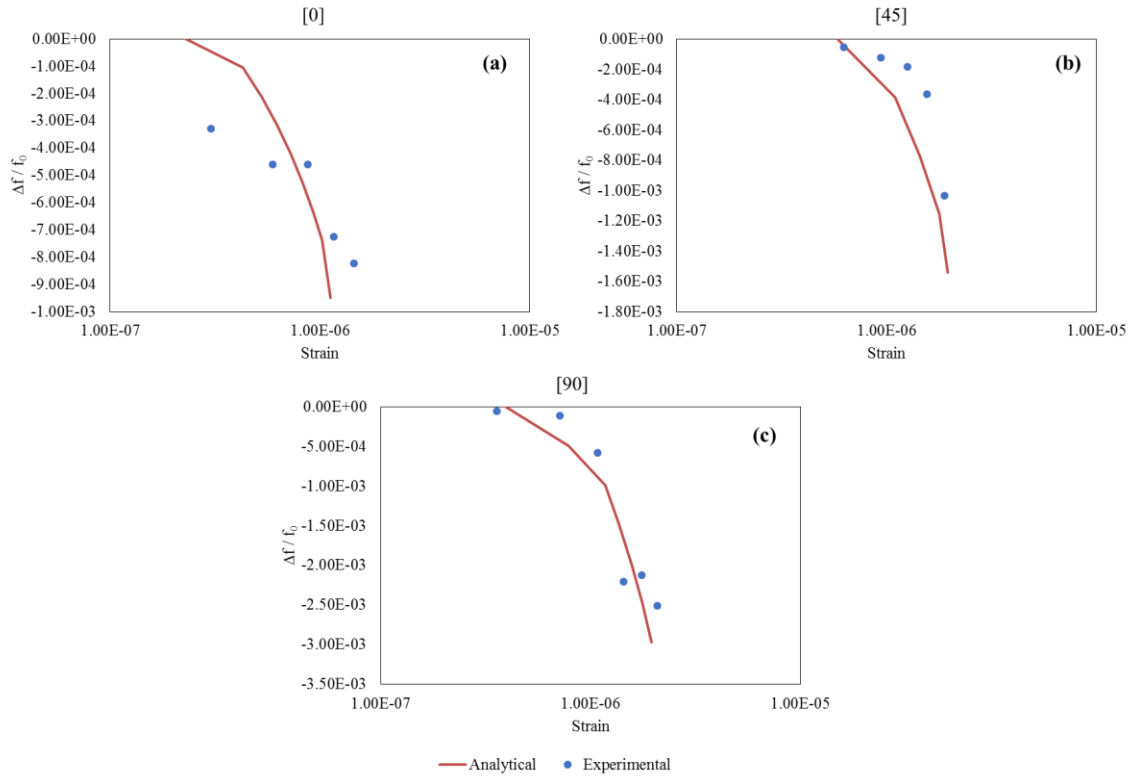 [0]
(a)
0.00E+00
-1.00E-04
-2.00E-04
-3.00E-04
-4.00E-04
-5.00E-04
-6.00E-04
-7.00E-04
-8.00E-04
-9.00E-04
-1.00E-03
Δf / f₀
1.00E-07
1.00E-06
1.00E-05
Strain
[45]
(b)
0.00E+00
-2.00E-04
-4.00E-04
-6.00E-04
-8.00E-04
-1.00E-03
-1.20E-03
-1.40E-03
-1.60E-03
-1.80E-03
Δf / f₀
1.00E-07
1.00E-06
1.00E-05
Strain
[90]
(c)
0.00E+00
-5.00E-04
-1.00E-03
-1.50E-03
-2.00E-03
-2.50E-03
-3.00E-03
-3.50E-03
Δf / f₀
1.00E-07
1.00E-06
1.00E-05
Strain
Analytical
Experimental